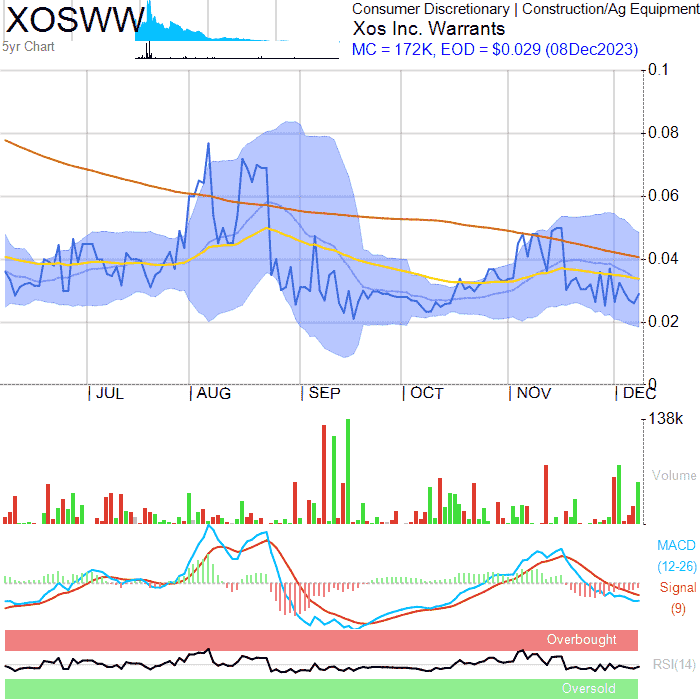 XOSWW
5yr Chart
Consumer Discretionary | Construction/Ag Equipment
Xos Inc. Warrants
MC = 172K, EOD = $0.029 (08Dec2023)
0.1
0.08
0.06
0.04
0.02
0
JUL
AUG
SEP
OCT
NOV
DEC
138k
Volume
MACD
(12-26)
Signal
(9)
Overbought
RSI(14)
Oversold